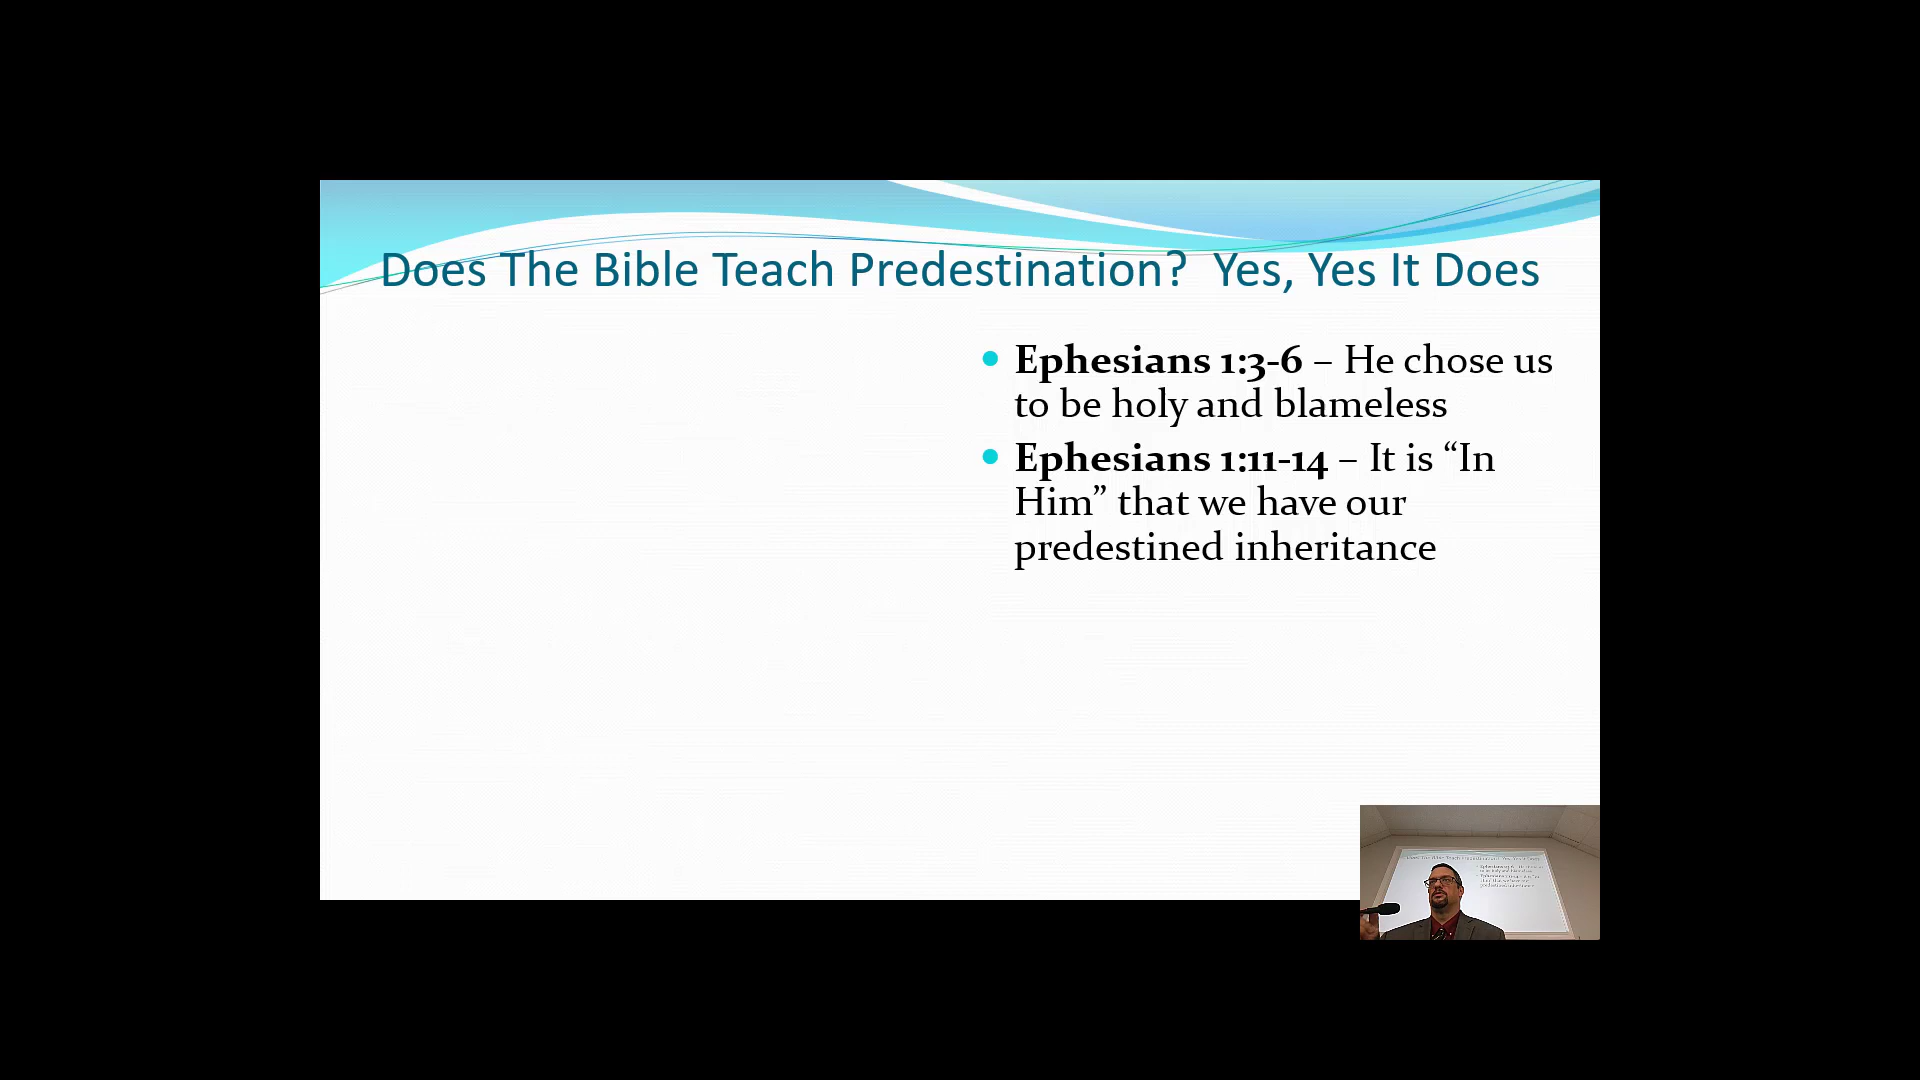 Does The Bible Teach Predestination?  Yes, Yes It Does
• Ephesians 1:3-6 – He chose us
to be holy and blameless
• Ephesians 1:11-14 – It is “In
Him” that we have our
predestined inheritance